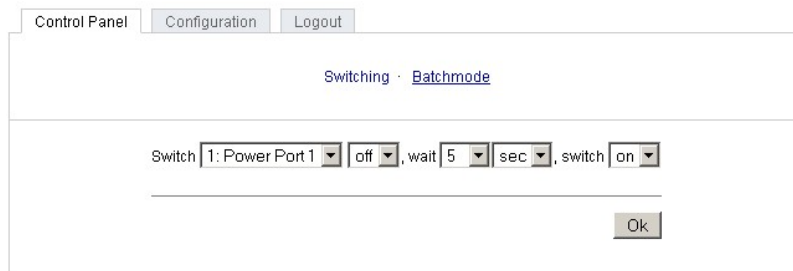 Control Panel Configuration Logout
Switching · Batchmode
Switch 1: Power Port 1 off , wait 5 sec , switch on
Ok